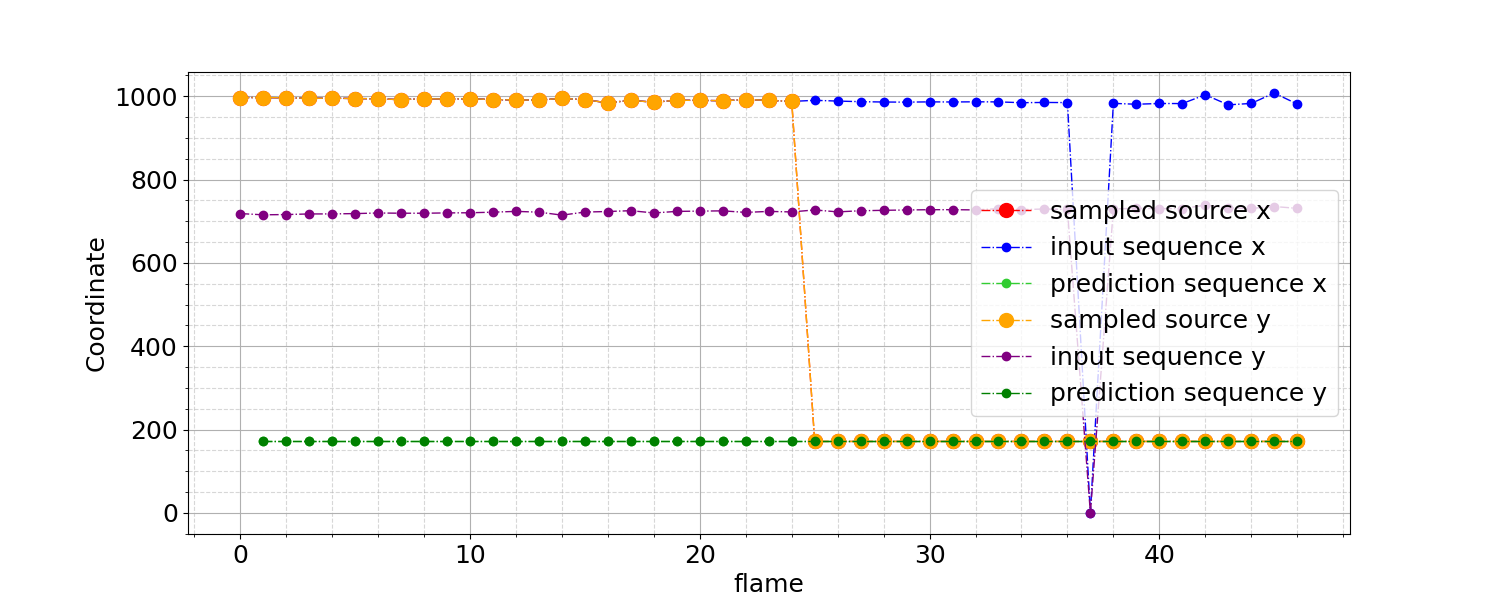 1000
800
600
400
200
0
Coordinate
sampled source x
input sequence x
prediction sequence x
sampled source y
input sequence y
prediction sequence y
0 10 20 30 40
flame